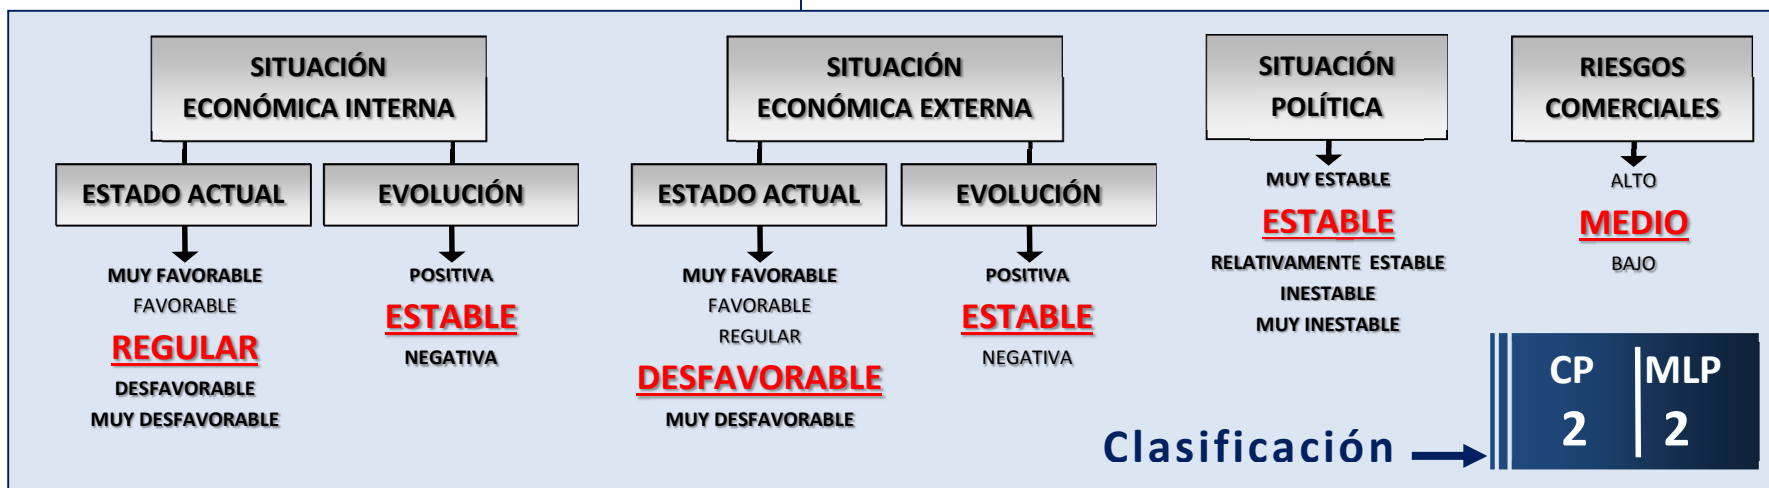 SITUACIÓN
ECONÓMICA INTERNA
ESTADO ACTUAL
MUY FAVORABLE
FAVORABLE
REGULAR
DESFAVORABLE
MUY DESFAVORABLE
EVOLUCIÓN
POSITIVA
ESTABLE
NEGATIVA
SITUACIÓN
ECONÓMICA EXTERNA
ESTADO ACTUAL
MUY FAVORABLE
FAVORABLE
REGULAR
DESFAVORABLE
MUY DESFAVORABLE
EVOLUCIÓN
POSITIVA
ESTABLE
NEGATIVA
SITUACIÓN
POLÍTICA
MUY ESTABLE
ESTABLE
RELATIVAMENTE ESTABLE
INESTABLE
MUY INESTABLE
RIESGOS
COMERCIALES
ALTO
MEDIO
BAJO
Clasificación
CP MLP
2 2